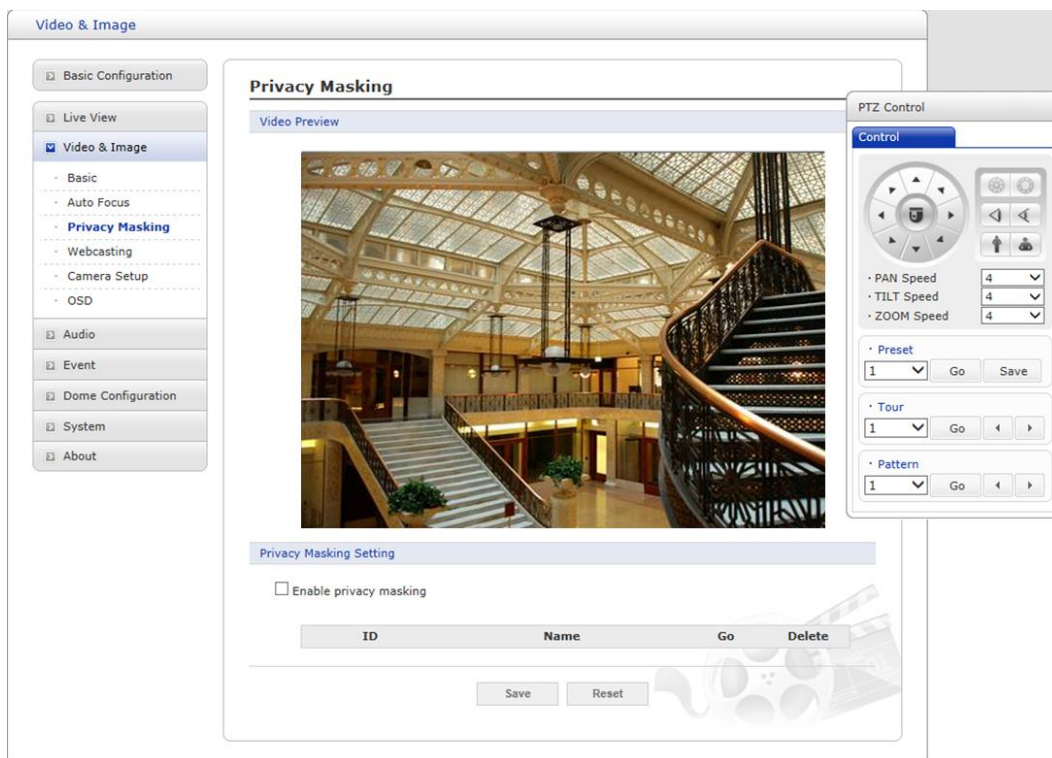 Video & Image
Basic Configuration
Live View
Video & Image
Basic
Auto Focus
Privacy Masking
Webcasting
Camera Setup
OSD
Audio
Event
Dome Configuration
System
About
Privacy Masking
Video Preview
Privacy Masking Setting
Enable privacy masking
ID Name Go Delete
Save Reset
PTZ Control
Control
· PAN Speed 4
· TILT Speed 4
· ZOOM Speed 4
· Preset
1 Go Save
· Tour
1 Go
· Pattern
1 Go